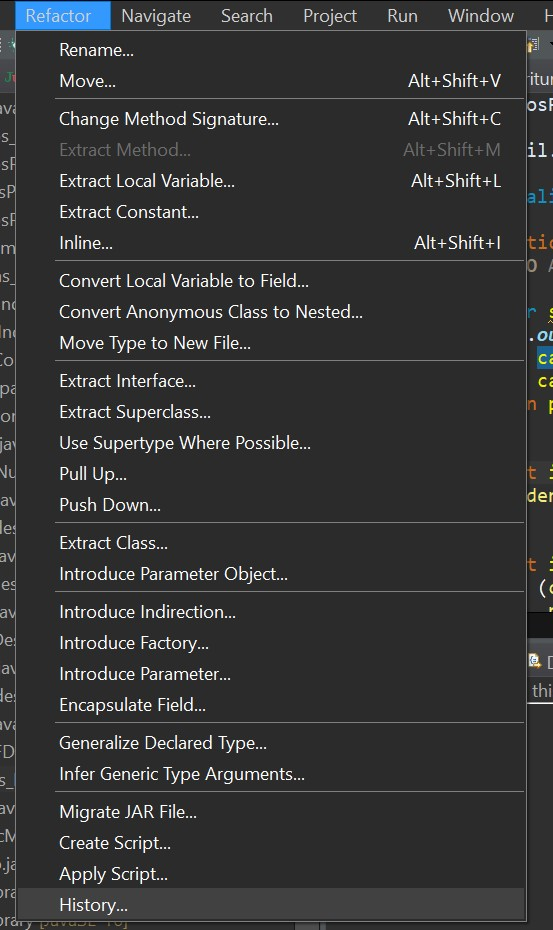 Refactor Navigate Search Project Run Window
Rename...
Move... Alt+Shift+V
Change Method Signature... Alt+Shift+C
Extract Method... Alt+Shift+M
Extract Local Variable... Alt+Shift+L
Extract Constant...
Inline... Alt+Shift+I
Convert Local Variable to Field...
Convert Anonymous Class to Nested...
Move Type to New File...
Extract Interface...
Extract Superclass...
Use Supertype Where Possible...
Pull Up...
Push Down...
Extract Class...
Introduce Parameter Object...
Introduce Indirection...
Introduce Factory...
Introduce Parameter...
Encapsulate Field...
Generalize Declared Type...
Infer Generic Type Arguments...
Migrate JAR File...
Create Script...
Apply Script...
History...